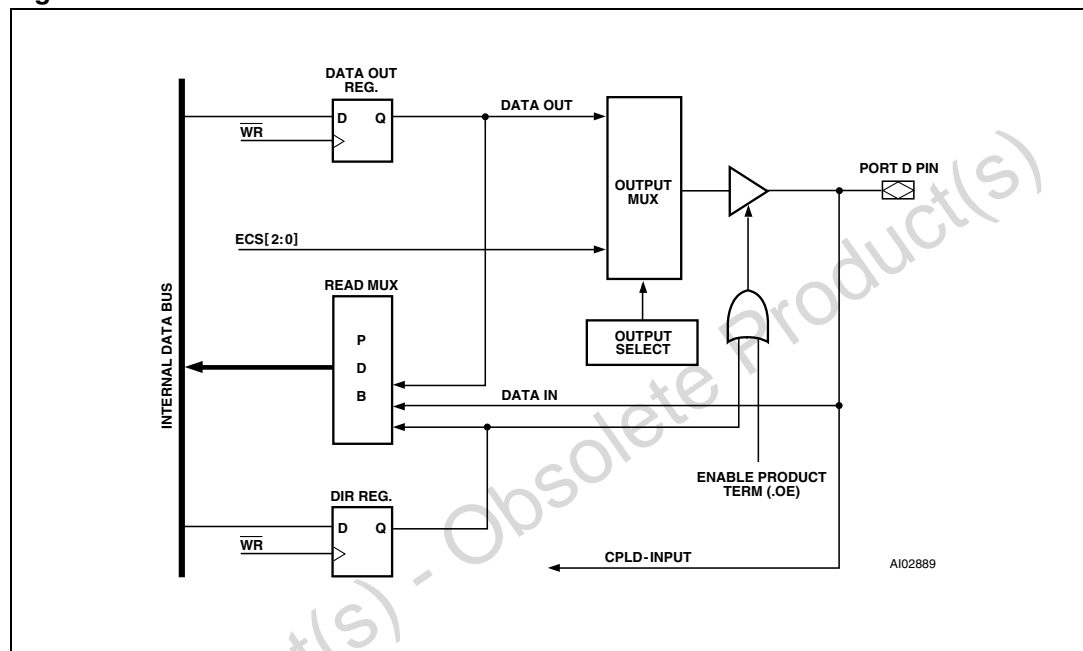 DATA OUT
REG.
D Q
WR
DATA OUT
OUTPUT
MUX
PORT D PIN
ECS[2:0]
READ MUX
P
D
B
OUTPUT
SELECT
INTERNAL DATA BUS
DATA IN
ENABLE PRODUCT
TERM (.OE)
DIR REG.
D Q
WR
CPLD-INPUT
AI02889
t(s) - Obsolete Product(s)